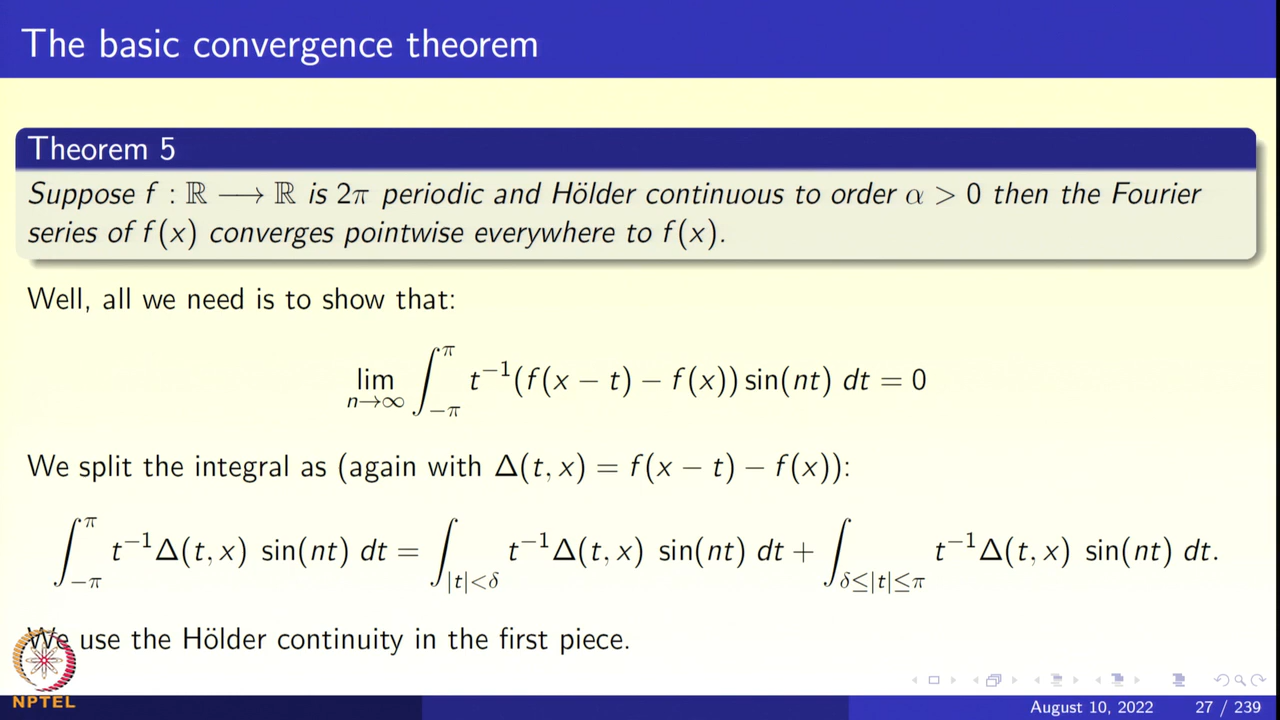 The basic convergence theorem
Theorem 5
Suppose f : ℝ ⟶ ℝ is 2π periodic and Hölder continuous to order α > 0 then the Fourier
series of f(x) converges pointwise everywhere to f(x).
Well, all we need is to show that:
lim_{n→∞} ∫_{−π}^{π} t^{−1}(f(x − t) − f(x)) sin(nt) dt = 0
We split the integral as (again with Δ(t, x) = f(x − t) − f(x)):
∫_{−π}^{π} t^{−1}Δ(t, x) sin(nt) dt = ∫_{|t|<δ} t^{−1}Δ(t, x) sin(nt) dt + ∫_{δ≤|t|≤π} t^{−1}Δ(t, x) sin(nt) dt.
We use the Hölder continuity in the first piece.
NPTEL
August 10, 2022 27 / 239